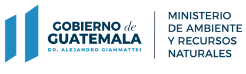 GOBIERNO de
GUATEMALA
DR. ALEJANDRO GIAMMATTEI
MINISTERIO
DE AMBIENTE
Y RECURSOS
NATURALES